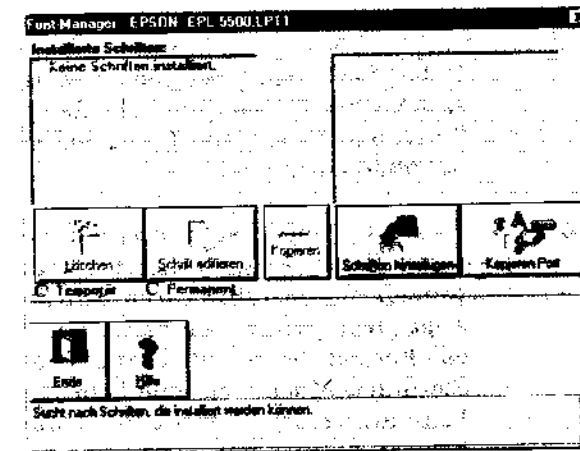 Font-Manager EPSON EPL 5500,LPT1
Installierte Schriften:
Keine Schriften installiert.
Löschen
Schrift editieren
Kopieren
Schriften hinzufügen
Kopieren Port
Temporär
Permanent
Ende
Hilfe
Sucht nach Schriften, die installiert werden können.